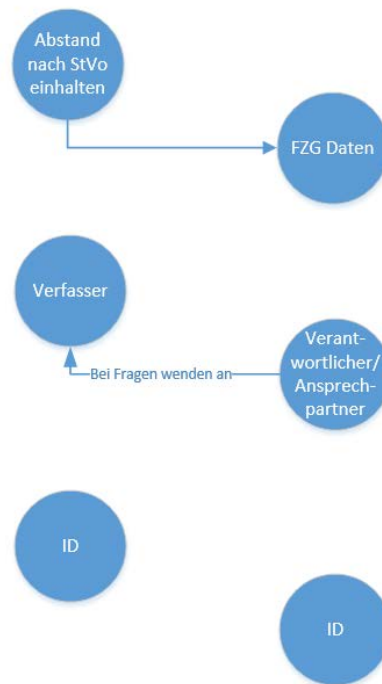 Abstand
nach StVo
einhalten
FZG Daten
Verfasser
Verant-
wortlicher/
Ansprech-
partner
Bei Fragen wenden an
ID
ID